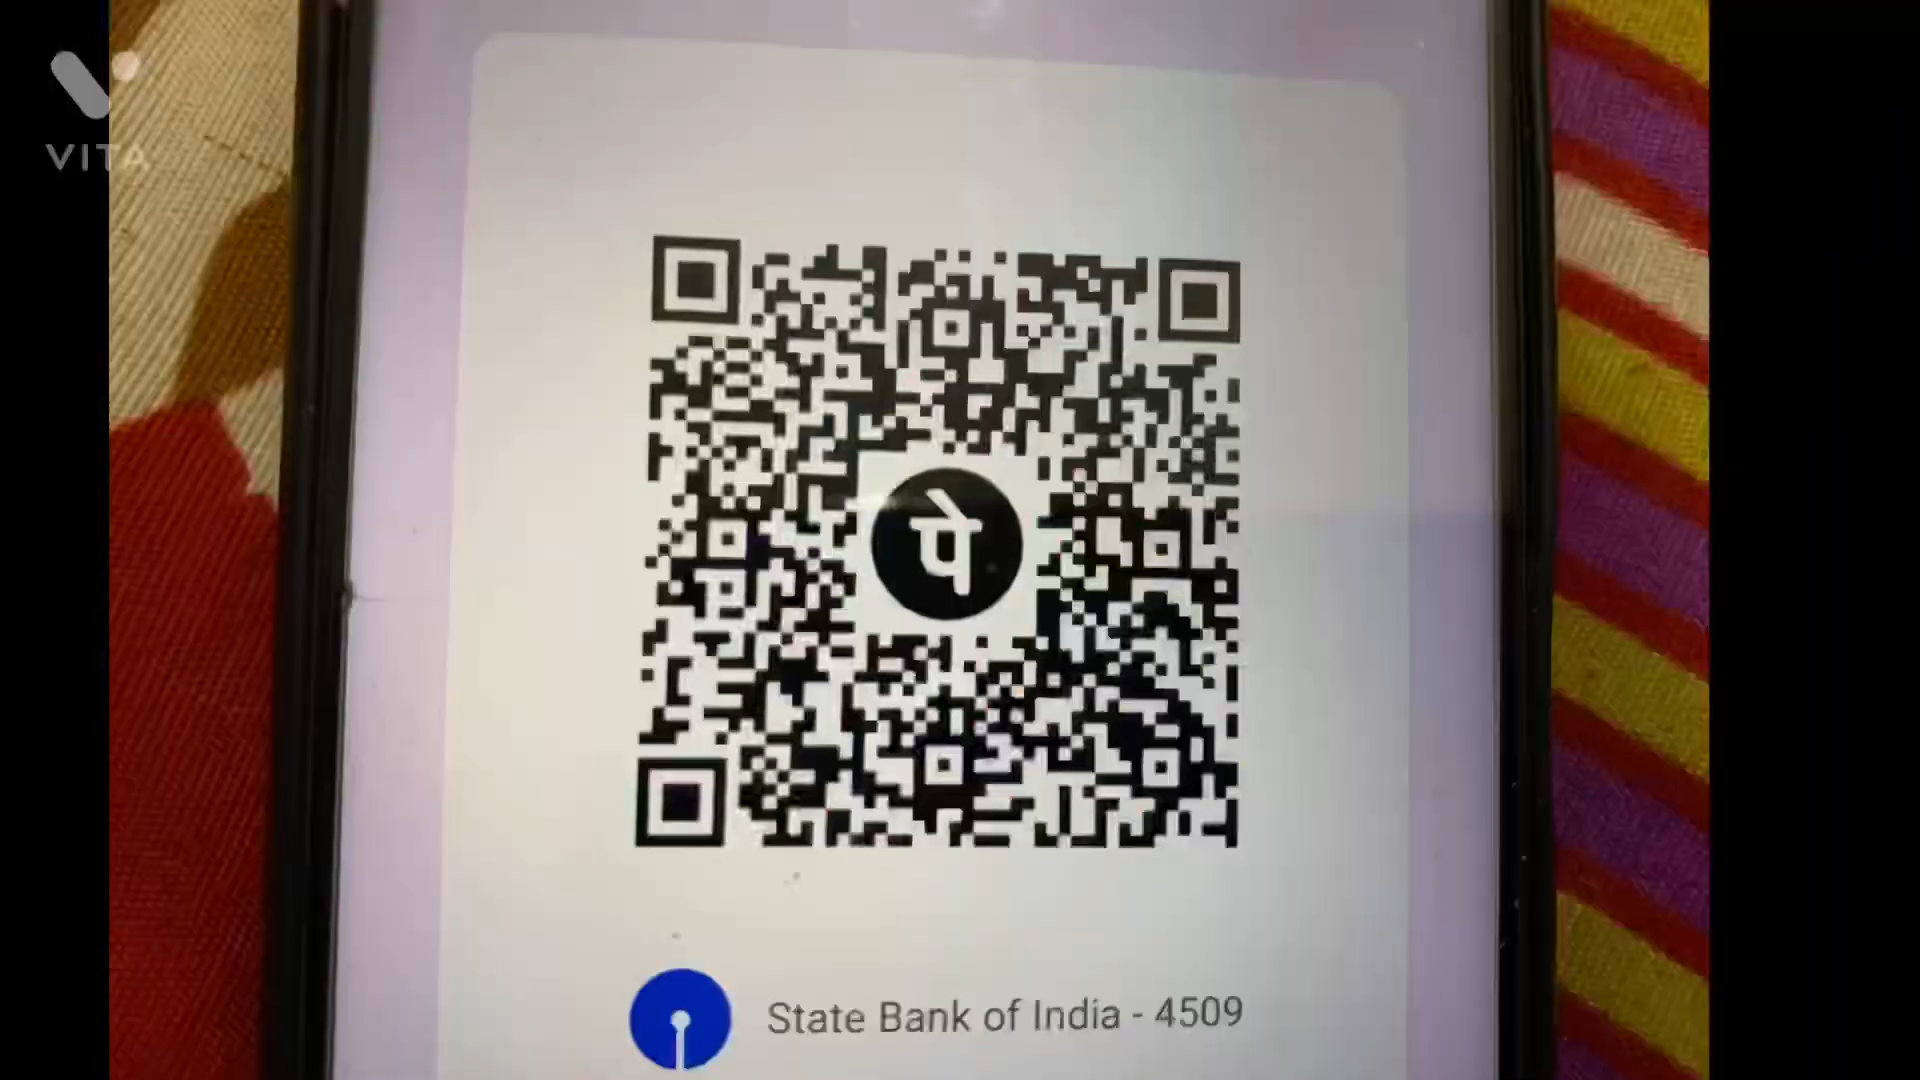 VITA
पे
State Bank of India - 4509